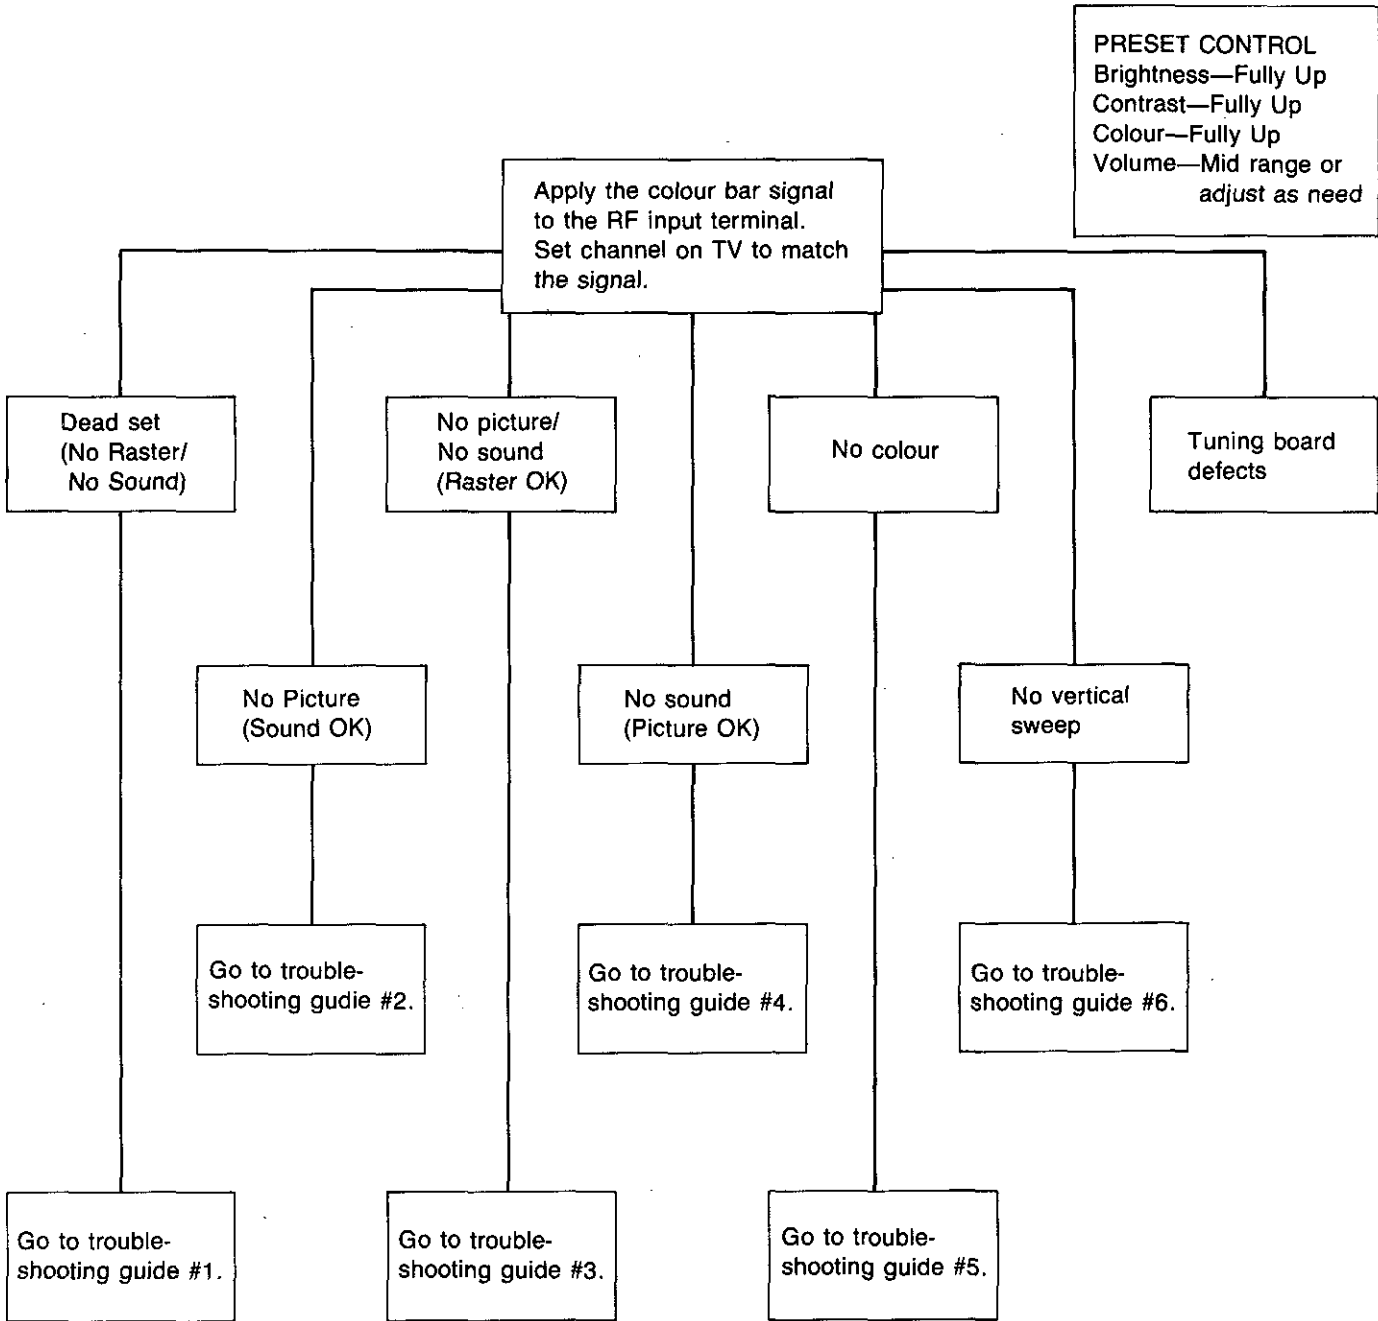 PRESET CONTROL
Brightness—Fully Up
Contrast—Fully Up
Colour—Fully Up
Volume—Mid range or
adjust as need
Apply the colour bar signal
to the RF input terminal.
Set channel on TV to match
the signal.
Dead set
(No Raster/
No Sound)
No picture/
No sound
(Raster OK)
No colour
Tuning board
defects
No Picture
(Sound OK)
No sound
(Picture OK)
No vertical
sweep
Go to trouble-
shooting gudie #2.
Go to trouble-
shooting guide #4.
Go to trouble-
shooting guide #6.
Go to trouble-
shooting guide #1.
Go to trouble-
shooting guide #3.
Go to trouble-
shooting guide #5.